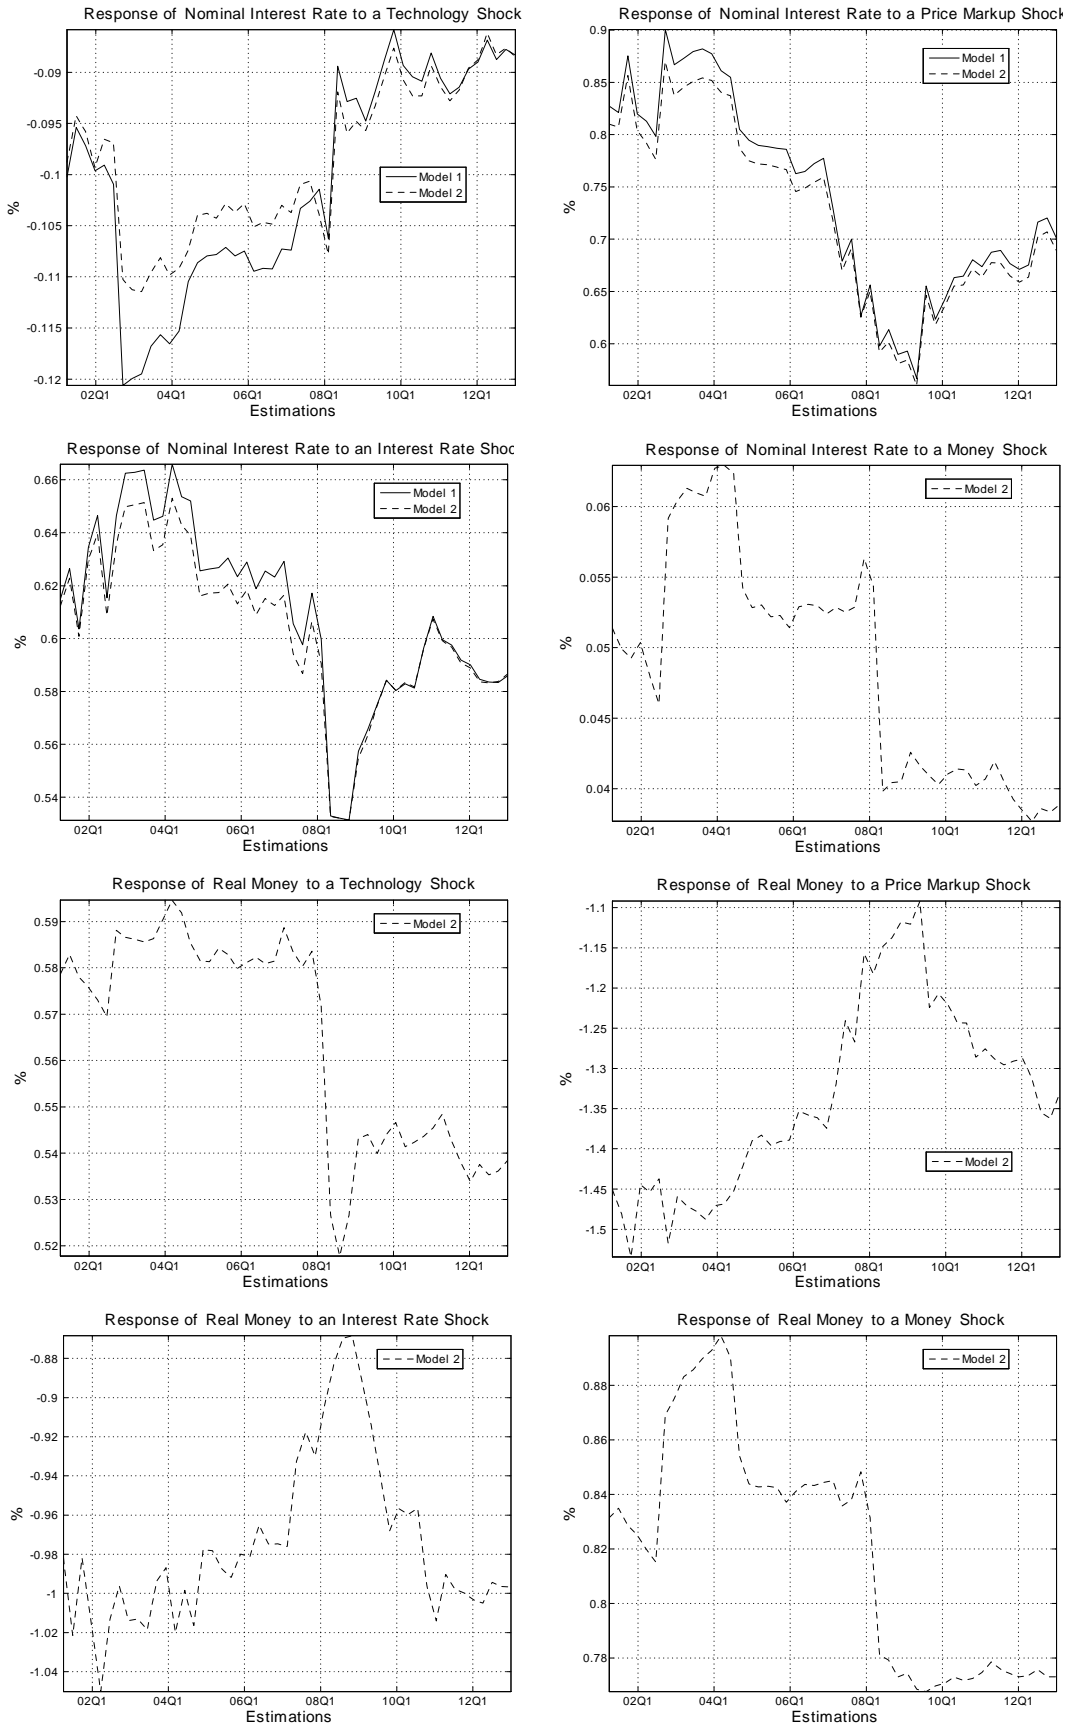 Response of Nominal Interest Rate to a Technology Shock
-0.09
-0.095
-0.1
-0.105
-0.11
-0.115
-0.12
%
Model 1
Model 2
02Q1 04Q1 06Q1 08Q1 10Q1 12Q1
Estimations
Response of Nominal Interest Rate to a Price Markup Shock
0.9
0.85
0.8
0.75
0.7
0.65
0.6
%
Model 1
Model 2
02Q1 04Q1 06Q1 08Q1 10Q1 12Q1
Estimations
Response of Nominal Interest Rate to an Interest Rate Shoc
0.66
0.64
0.62
0.6
0.58
0.56
0.54
%
Model 1
Model 2
02Q1 04Q1 06Q1 08Q1 10Q1 12Q1
Estimations
Response of Nominal Interest Rate to a Money Shock
0.06
0.055
0.05
0.045
0.04
%
Model 2
02Q1 04Q1 06Q1 08Q1 10Q1 12Q1
Estimations
Response of Real Money to a Technology Shock
0.59
0.58
0.57
0.56
0.55
0.54
0.53
0.52
%
Model 2
02Q1 04Q1 06Q1 08Q1 10Q1 12Q1
Estimations
Response of Real Money to a Price Markup Shock
-1.1
-1.15
-1.2
-1.25
-1.3
-1.35
-1.4
-1.45
-1.5
%
Model 2
02Q1 04Q1 06Q1 08Q1 10Q1 12Q1
Estimations
Response of Real Money to an Interest Rate Shock
-0.88
-0.9
-0.92
-0.94
-0.96
-0.98
-1
-1.02
-1.04
%
Model 2
02Q1 04Q1 06Q1 08Q1 10Q1 12Q1
Estimations
Response of Real Money to a Money Shock
0.88
0.86
0.84
0.82
0.8
0.78
%
Model 2
02Q1 04Q1 06Q1 08Q1 10Q1 12Q1
Estimations